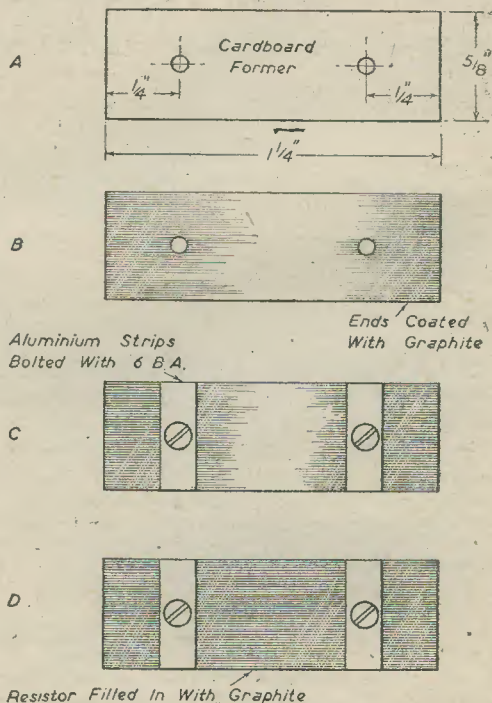 A
Cardboard
Former
1/4"
1/4"
5/8"
1 1/4"
B
Ends Coated
With Graphite
Aluminium Strips
Bolted With 6 B A.
C
D
Resistor Filled In With Graphite